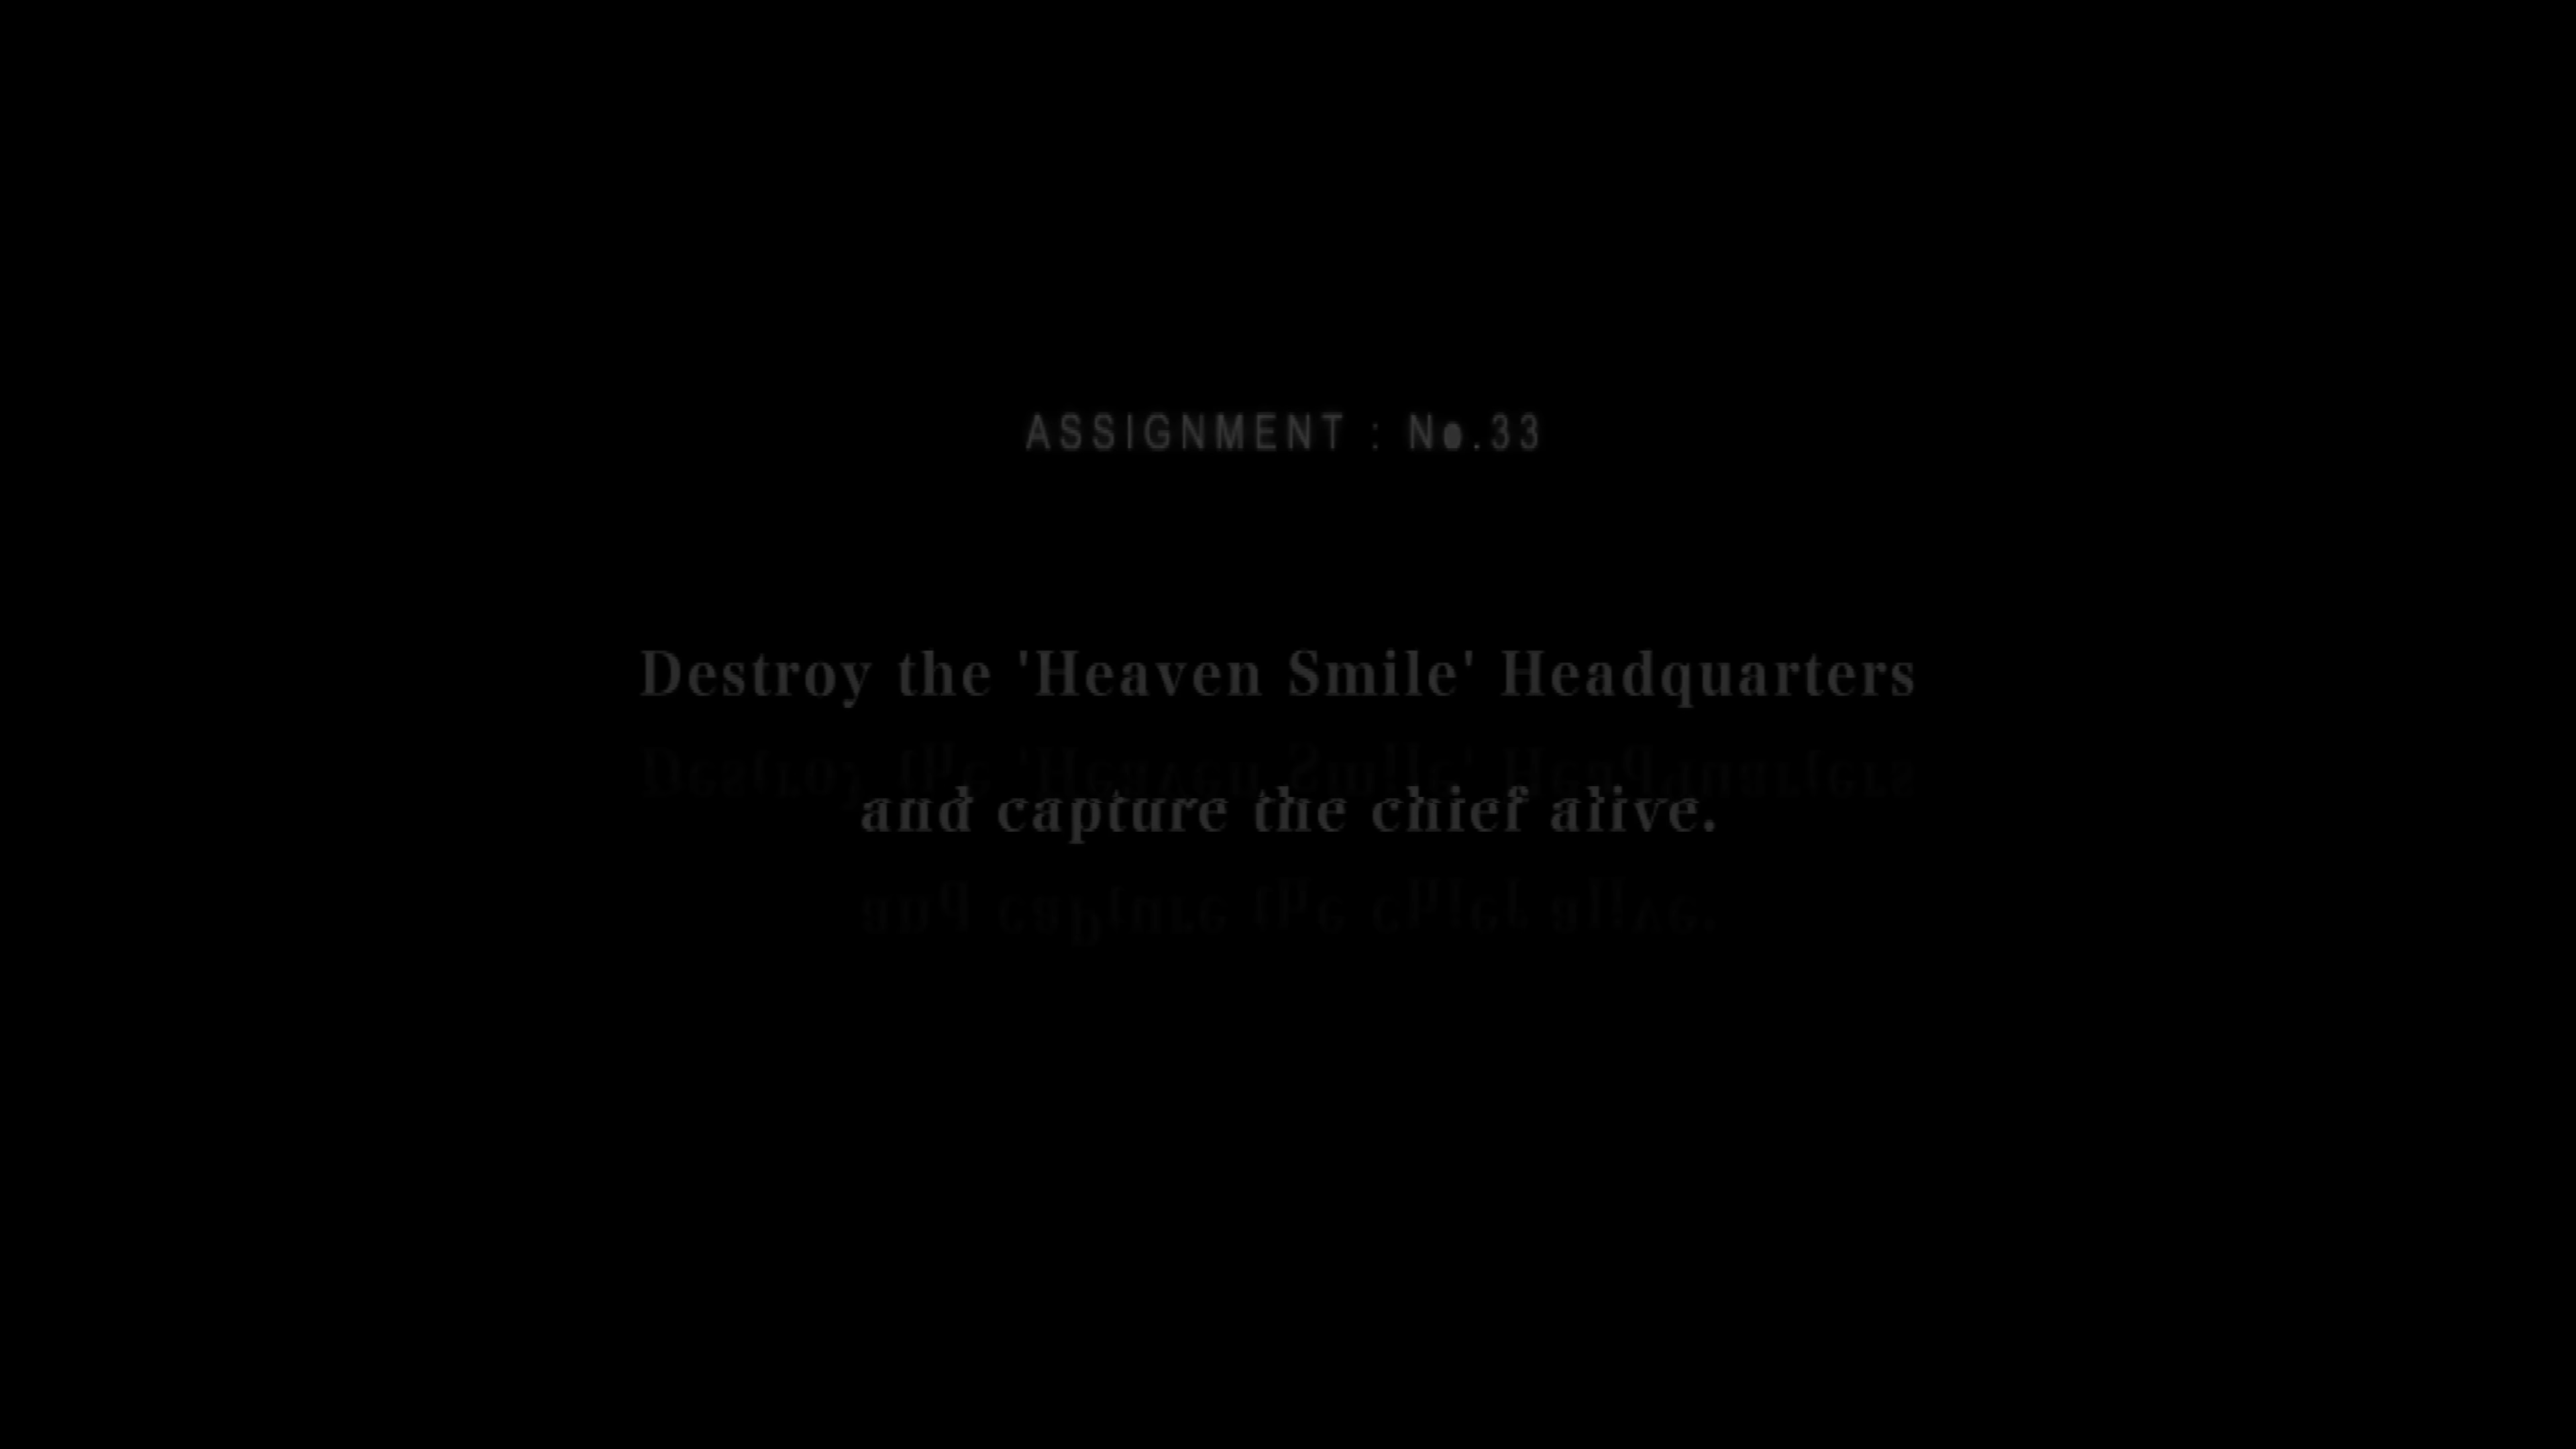 ASSIGNMENT : No.33
Destroy the 'Heaven Smile' Headquarters
and capture the chief alive.